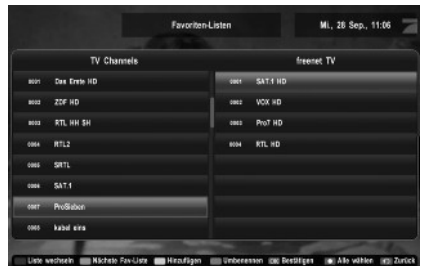 Favoriten-Listen
Mi., 28 Sep., 11:06
TV Channels
0001 Das Erste HD
0002 ZDF HD
0003 RTL HH SH
0004 RTL2
0005 SRTL
0006 SAT.1
0007 ProSieben
0008 kabel eins
freenet TV
0001 SAT.1 HD
0002 VOX HD
0003 Pro7 HD
0004 RTL HD
Liste wechseln Nächste Fav-Liste Hinzufügen Umbenennen OK Bestätigen Alle wählen Zurück